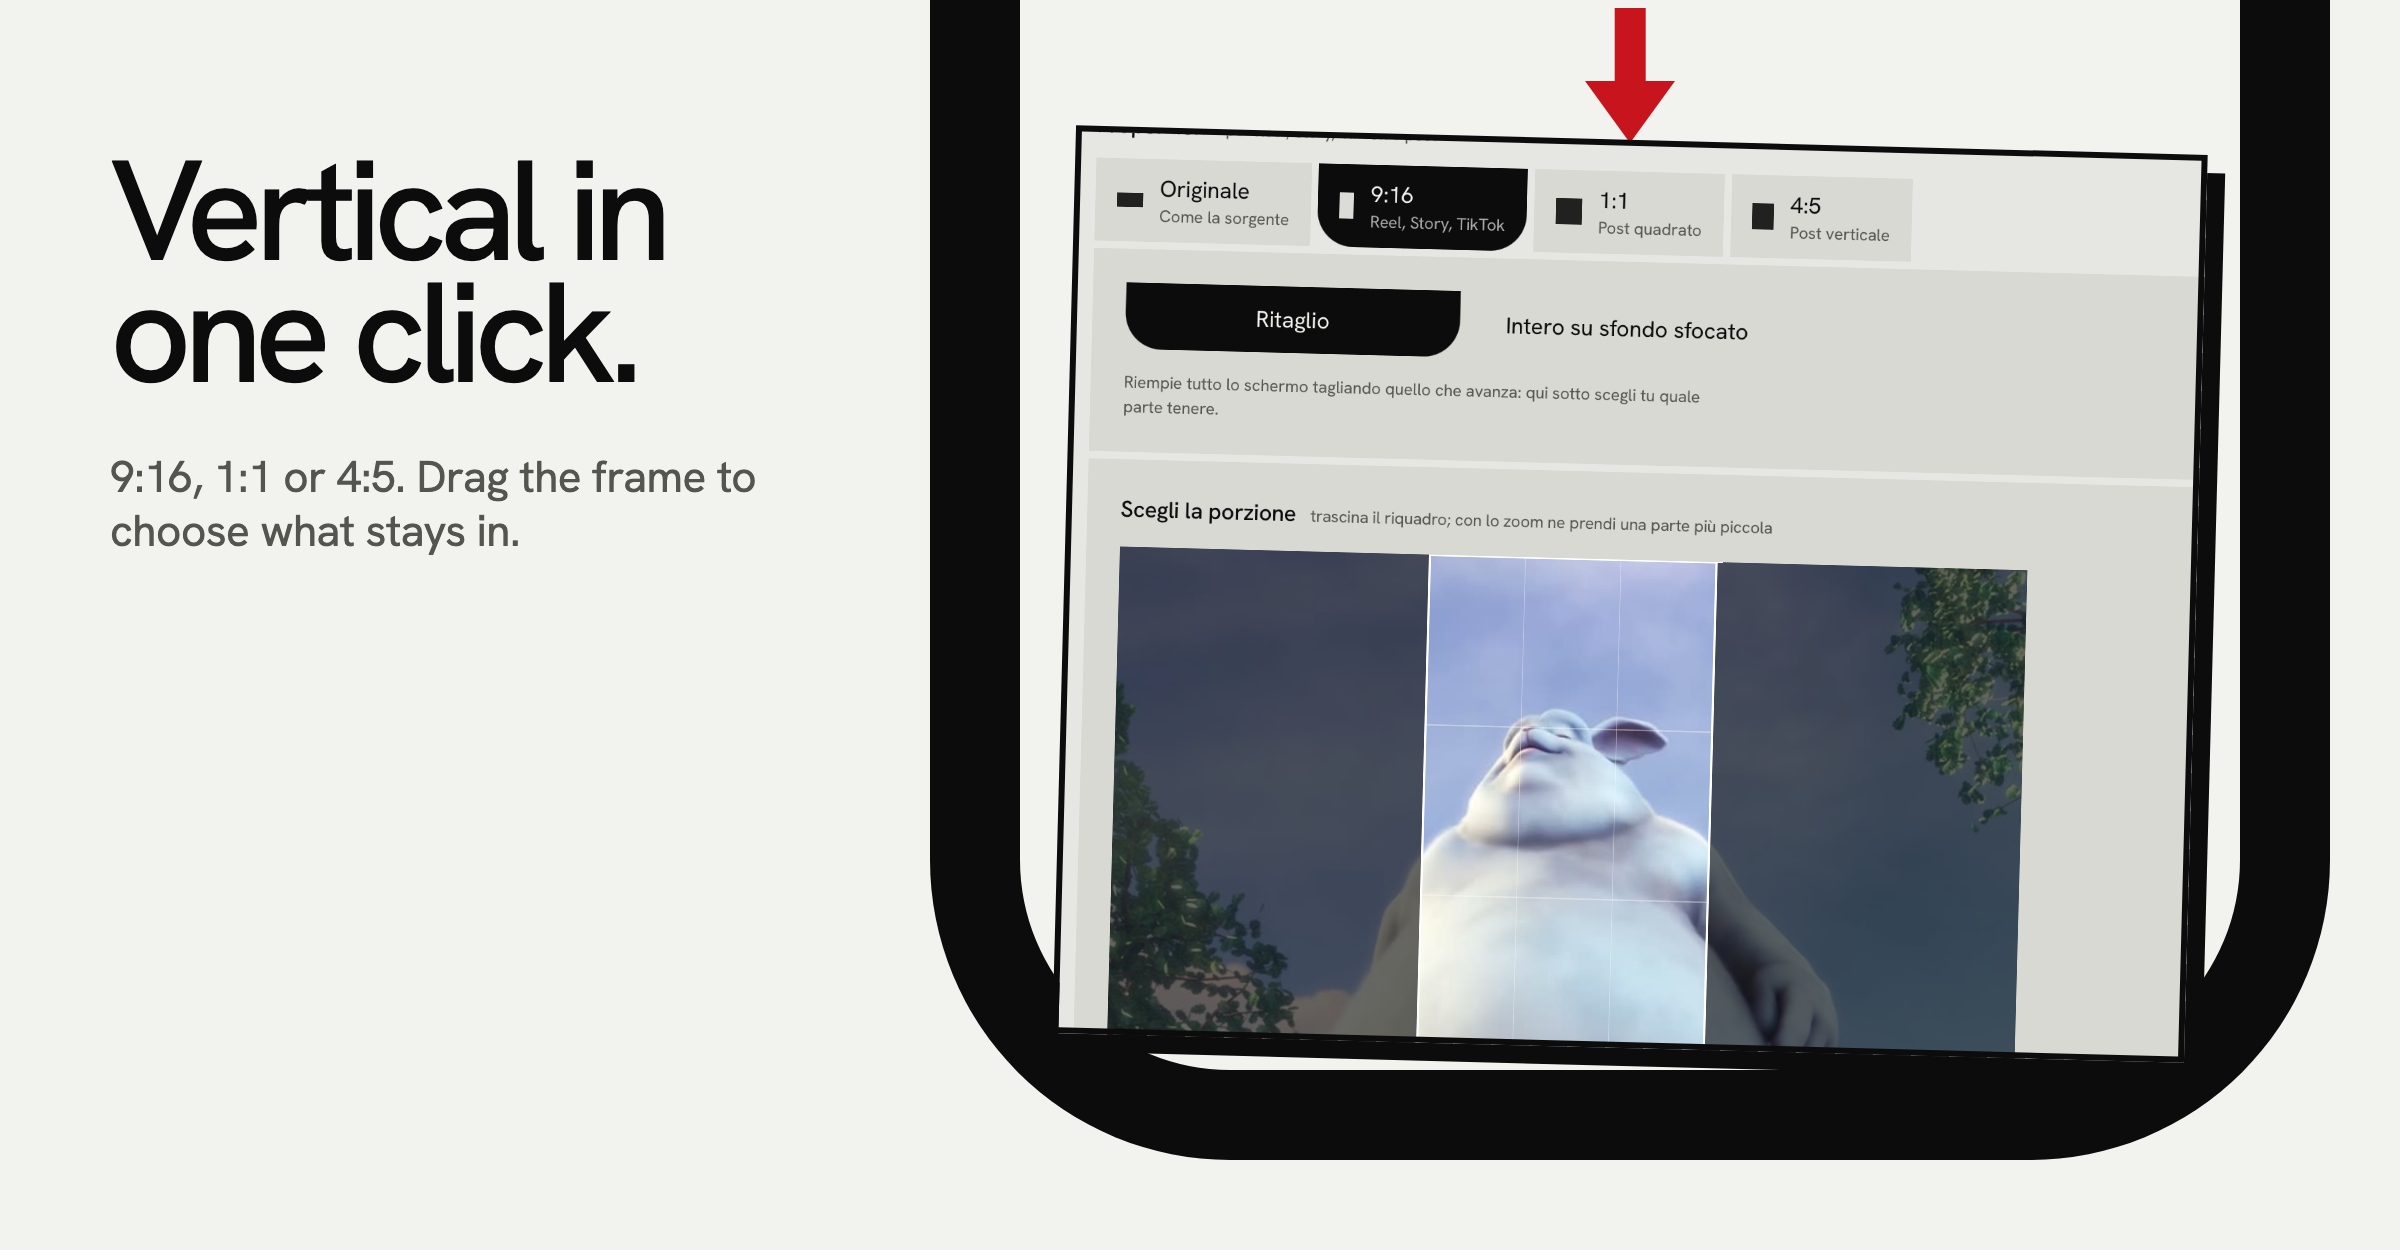 Vertical in
one click.
9:16, 1:1 or 4:5. Drag the frame to
choose what stays in.
Originale
Come la sorgente
9:16
Reel, Story, TikTok
1:1
Post quadrato
4:5
Post verticale
Ritaglio
Intero su sfondo sfocato
Riempie tutto lo schermo tagliando quello che avanza: qui sotto scegli tu quale
parte tenere.
Scegli la porzione trascina il riquadro; con lo zoom ne prendi una parte più piccola